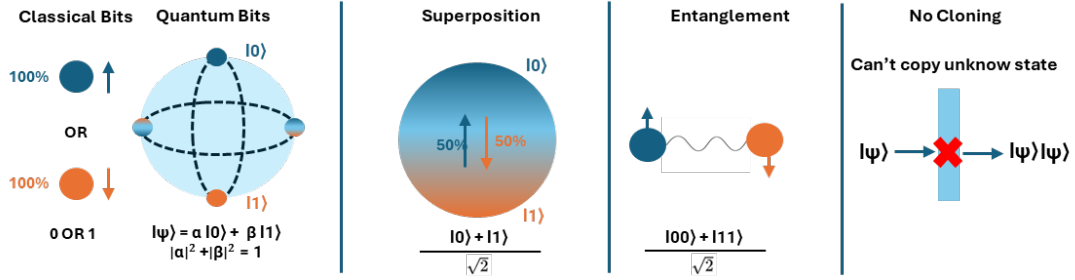 Classical Bits
100%
OR
100%
0 OR 1
Quantum Bits
|0⟩
|1⟩
|ψ⟩ = α |0⟩ + β |1⟩
|α|² +|β|² = 1
Superposition
|0⟩
50%
50%
|1⟩
|0⟩ + |1⟩
√2
Entanglement
|00⟩ + |11⟩
√2
No Cloning
Can't copy unknow state
|ψ⟩
|ψ⟩|ψ⟩